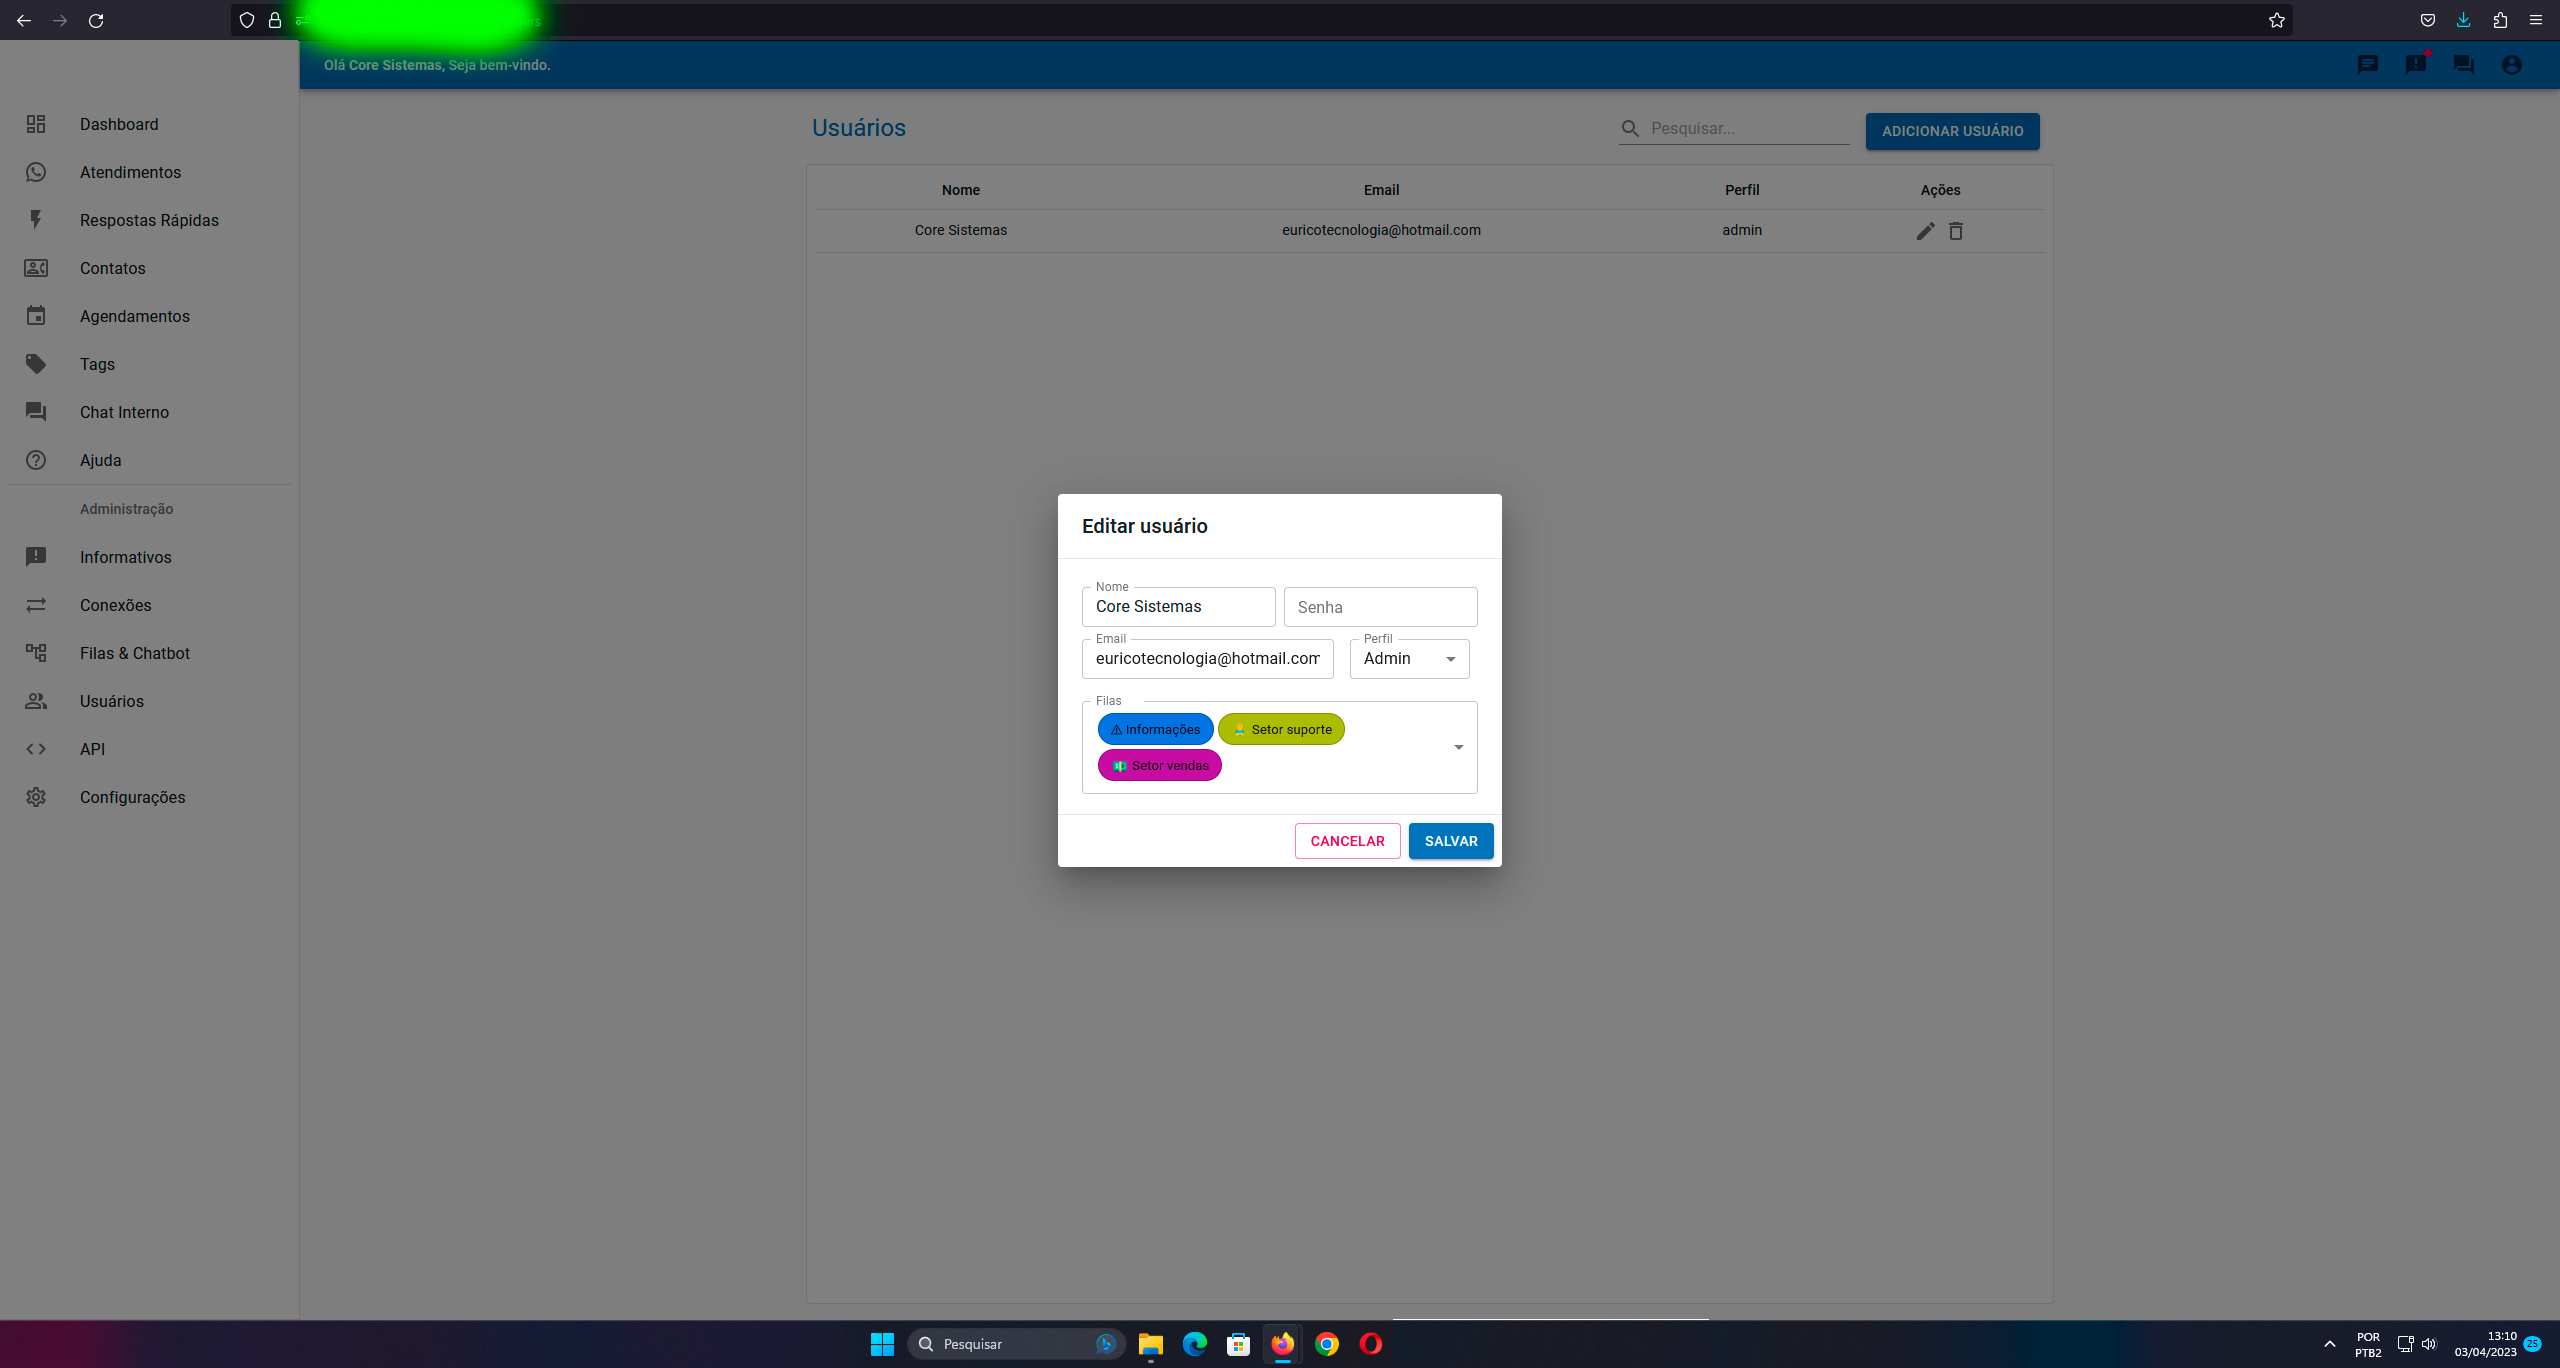 Olá Core Sistemas, Seja bem-vindo.
Dashboard
Atendimentos
Respostas Rápidas
Contatos
Agendamentos
Tags
Chat Interno
Ajuda
Administração
Informativos
Conexões
Filas & Chatbot
Usuários
API
Configurações
Usuários
Pesquisar...
ADICIONAR USUÁRIO
Nome Email Perfil Ações
Core Sistemas euricotecnologia@hotmail.com admin
Editar usuário
Nome
Core Sistemas
Senha
Email
euricotecnologia@hotmail.com
Perfil
Admin
Filas
Informações
Setor suporte
Setor vendas
CANCELAR
SALVAR
Pesquisar
POR
PTB2
13:10
03/04/2023
25